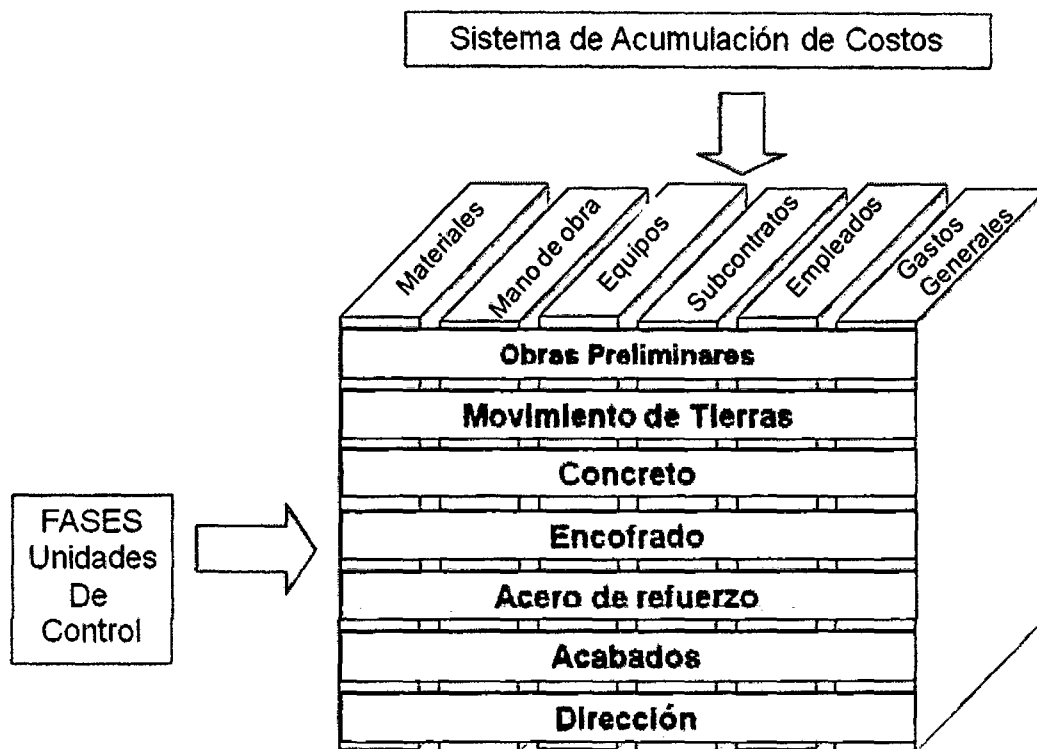 Sistema de Acumulación de Costos
Materiales
Mano de obra
Equipos
Subcontratos
Empleados
Gastos
Generales
Obras Preliminares
Movimiento de Tierras
Concreto
Encofrado
Acero de refuerzo
Acabados
Dirección
FASES
Unidades
De
Control